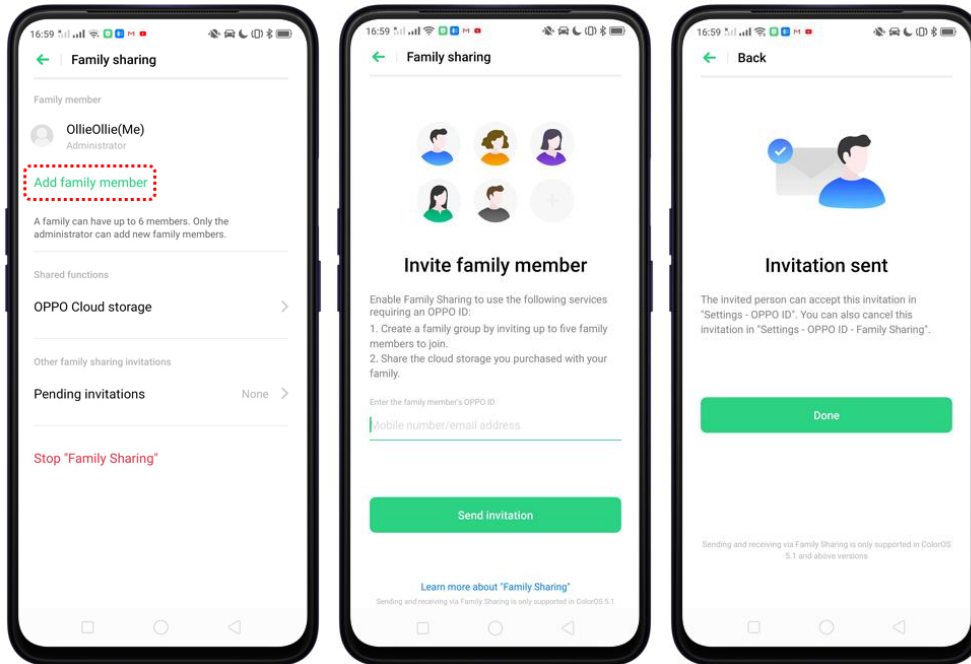 16:59
Family sharing
Family member
OllieOllie(Me)
Administrator
Add family member
A family can have up to 6 members. Only the
administrator can add new family members.
Shared functions
OPPO Cloud storage
Other family sharing invitations
Pending invitations
None
Stop "Family Sharing"
16:59
Family sharing
Invite family member
Enable Family Sharing to use the following services
requiring an OPPO ID:
1. Create a family group by inviting up to five family
members to join.
2. Share the cloud storage you purchased with your
family.
Enter the family member's OPPO ID
Mobile number/email address
Send invitation
Learn more about "Family Sharing"
Sending and receiving via Family Sharing is only supported in ColorOS 5.1
16:59
Back
Invitation sent
The invited person can accept this invitation in
"Settings - OPPO ID". You can also cancel this
invitation in "Settings - OPPO ID - Family Sharing".
Done
Sending and receiving via Family Sharing is only supported in ColorOS
5.1 and above versions